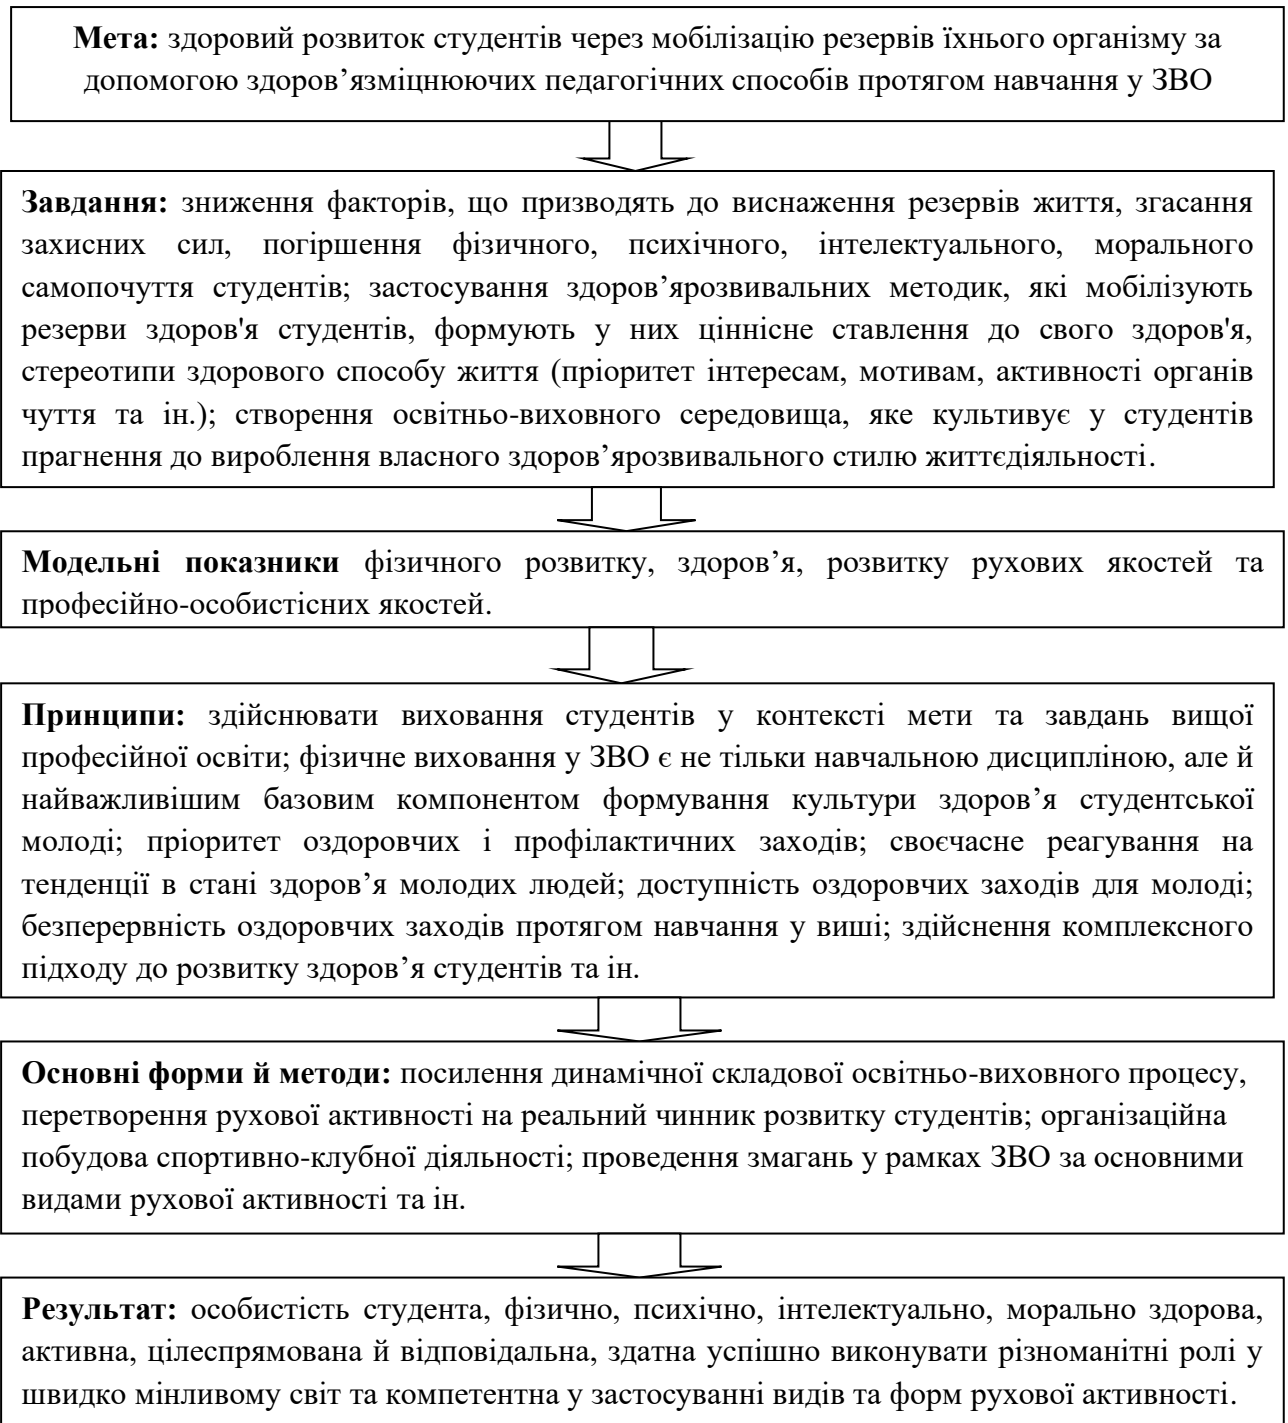 Мета: здоровий розвиток студентів через мобілізацію резервів їхнього організму за
допомогою здоров’язміцнюючих педагогічних способів протягом навчання у ЗВО
Завдання: зниження факторів, що призводять до виснаження резервів життя, згасання
захисних сил, погіршення фізичного, психічного, інтелектуального, морального
самопочуття студентів; застосування здоров’ярозвивальних методик, які мобілізують
резерви здоров'я студентів, формують у них ціннісне ставлення до свого здоров'я,
стереотипи здорового способу життя (пріоритет інтересам, мотивам, активності органів
чуття та ін.); створення освітньо-виховного середовища, яке культивує у студентів
прагнення до вироблення власного здоров’ярозвивального стилю життєдіяльності.
Модельні показники фізичного розвитку, здоров’я, розвитку рухових якостей та
професійно-особистісних якостей.
Принципи: здійснювати виховання студентів у контексті мети та завдань вищої
професійної освіти; фізичне виховання у ЗВО є не тільки навчальною дисципліною, але й
найважливішим базовим компонентом формування культури здоров’я студентської
молоді; пріоритет оздоровчих і профілактичних заходів; своєчасне реагування на
тенденції в стані здоров’я молодих людей; доступність оздоровчих заходів для молоді;
безперервність оздоровчих заходів протягом навчання у виші; здійснення комплексного
підходу до розвитку здоров’я студентів та ін.
Основні форми й методи: посилення динамічної складової освітньо-виховного процесу,
перетворення рухової активності на реальний чинник розвитку студентів; організаційна
побудова спортивно-клубної діяльності; проведення змагань у рамках ЗВО за основними
видами рухової активності та ін.
Результат: особистість студента, фізично, психічно, інтелектуально, морально здорова,
активна, цілеспрямована й відповідальна, здатна успішно виконувати різноманітні ролі у
швидко мінливому світ та компетентна у застосуванні видів та форм рухової активності.